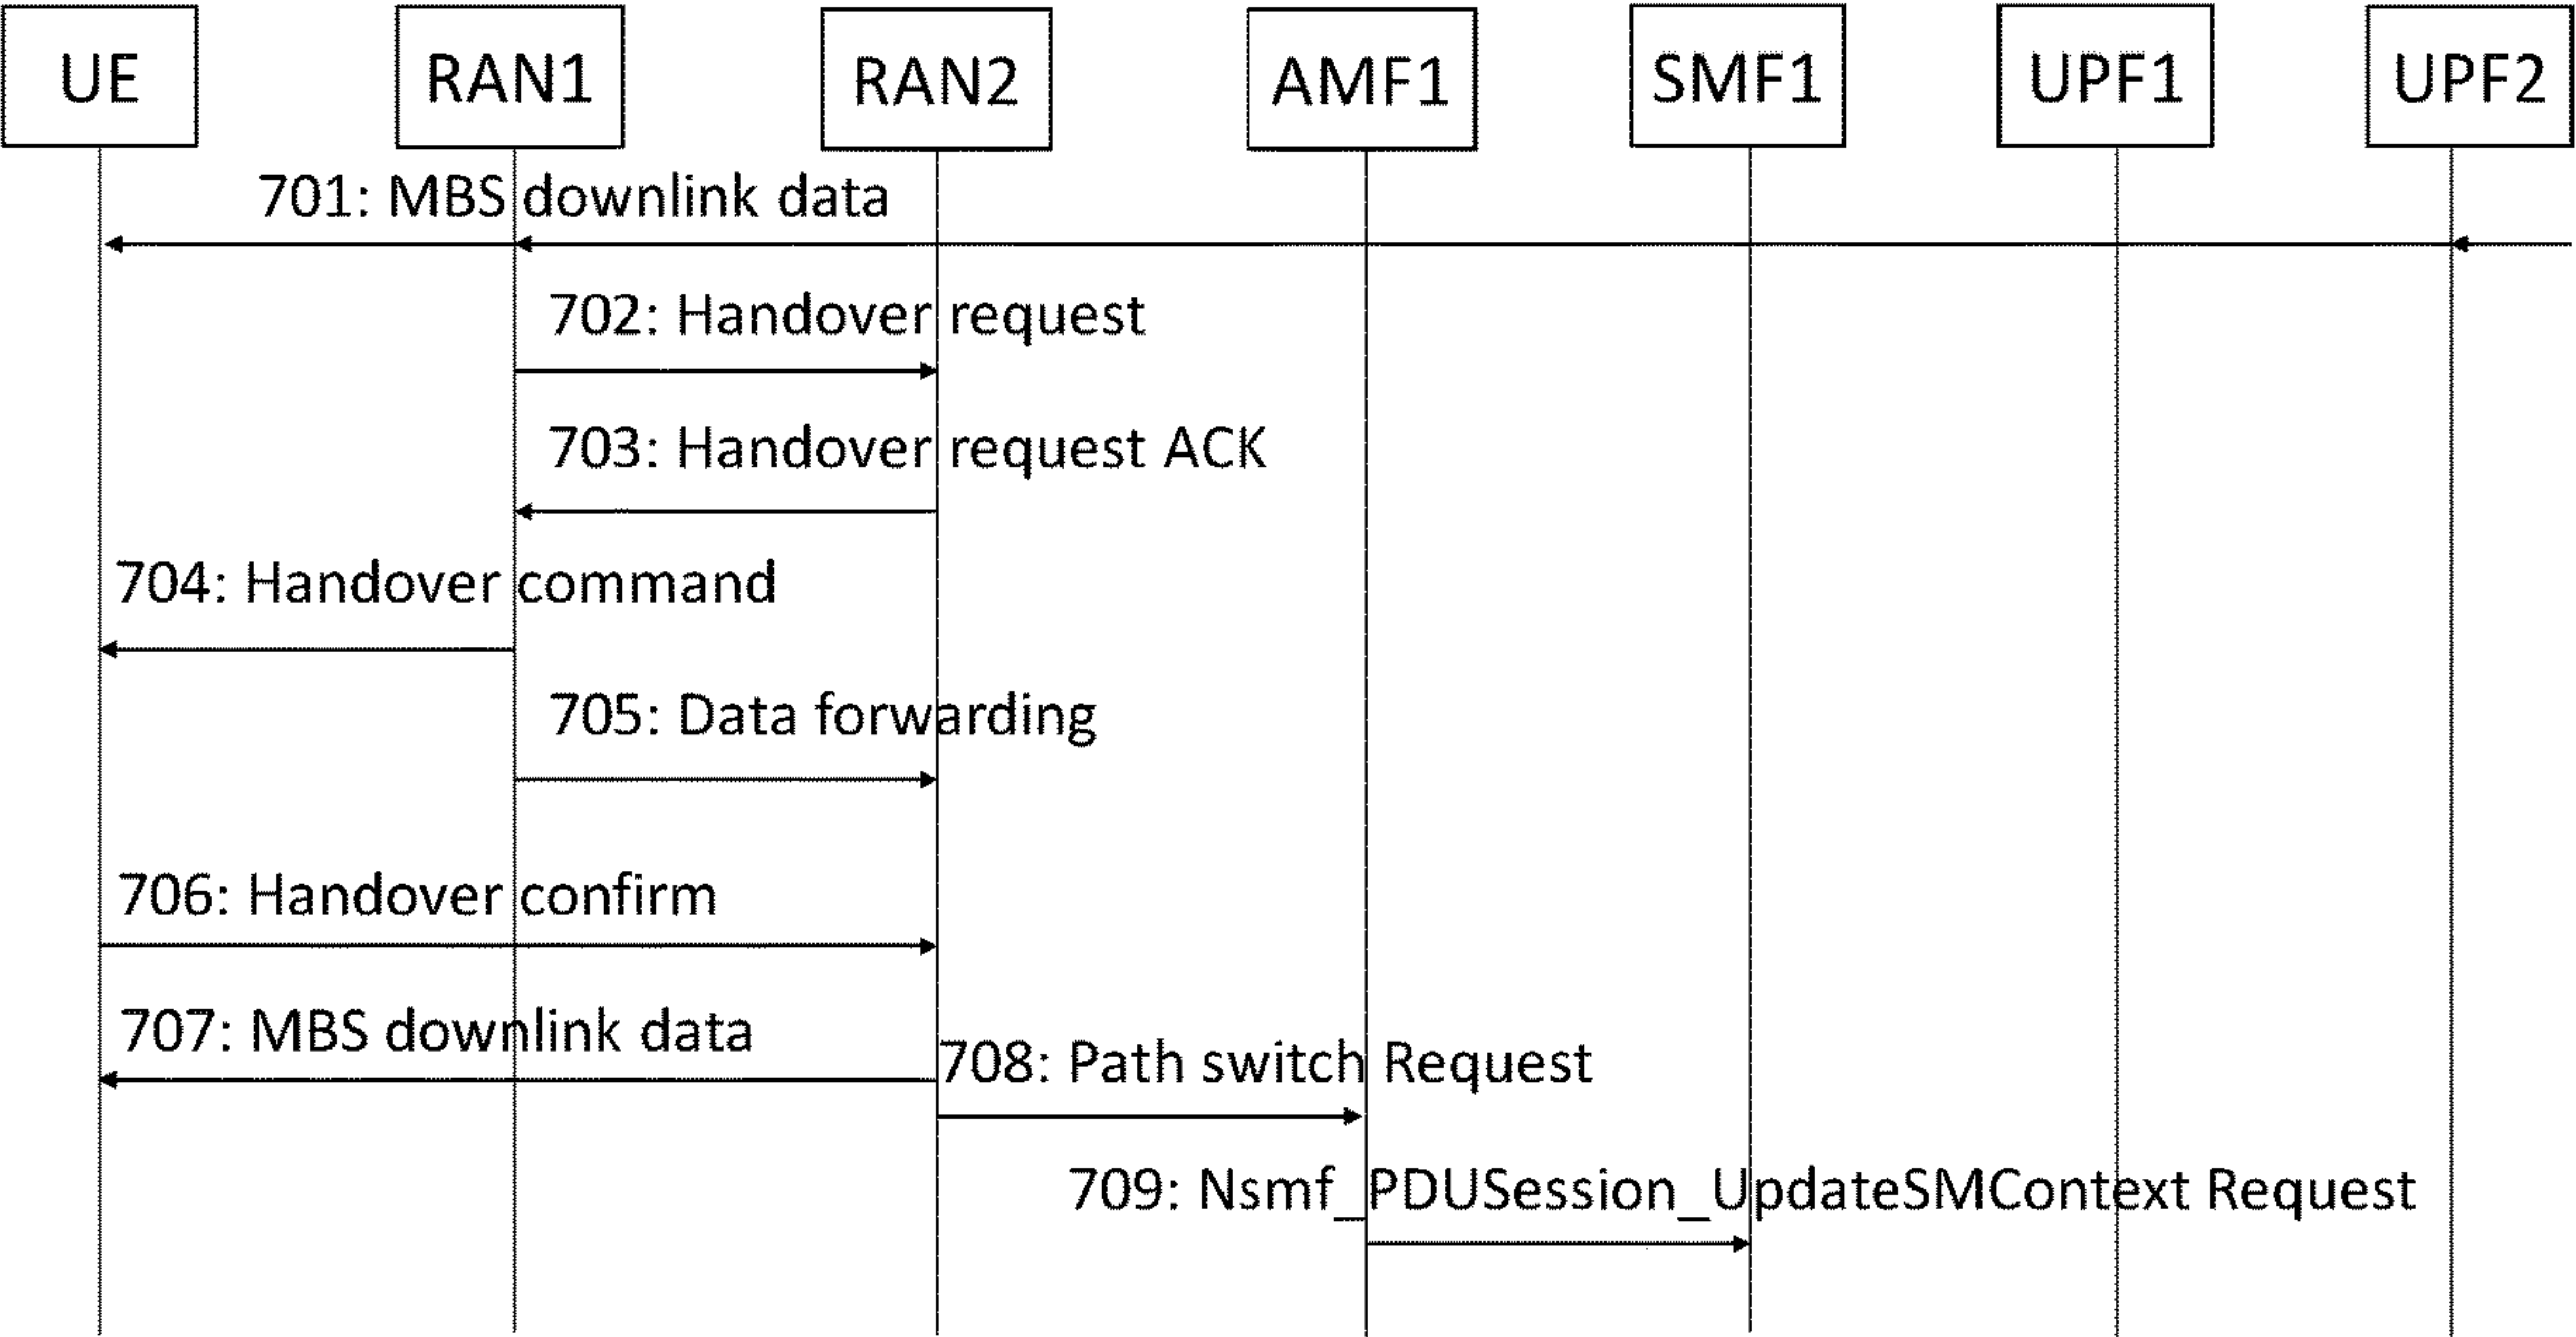 UE
RAN1
RAN2
AMF1
SMF1
UPF1
UPF2
701: MBS downlink data
702: Handover request
703: Handover request ACK
704: Handover command
705: Data forwarding
706: Handover confirm
707: MBS downlink data
708: Path switch Request
709: Nsmf_PDUSession_UpdateSMContext Request